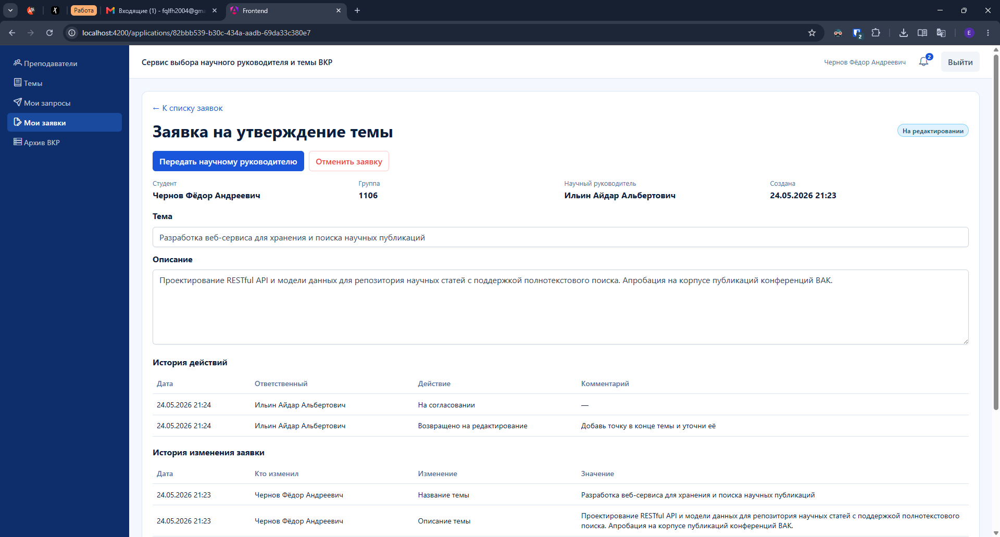 Работа
Входящие (1) - fqlfh2004@gma
Frontend
localhost:4200/applications/82bbb539-b30c-434a-aadb-69da33c380e7
2
E
Преподаватели
Темы
Мои запросы
Мои заявки
Архив ВКР
Сервис выбора научного руководителя и темы ВКР
Чернов Фёдор Андреевич
2
Выйти
← К списку заявок
Заявка на утверждение темы
На редактировании
Передать научному руководителю
Отменить заявку
Студент Группа Научный руководитель Создана
Чернов Фёдор Андреевич 1106 Ильин Айдар Альбертович 24.05.2026 21:23
Тема
Разработка веб-сервиса для хранения и поиска научных публикаций
Описание
Проектирование RESTful API и модели данных для репозитория научных статей с поддержкой полнотекстового поиска. Апробация на корпусе публикаций конференций ВАК.
История действий
Дата Ответственный Действие Комментарий
24.05.2026 21:24 Ильин Айдар Альбертович На согласовании —
24.05.2026 21:24 Ильин Айдар Альбертович Возвращено на редактирование Добавь точку в конце темы и уточни её
История изменения заявки
Дата Кто изменил Изменение Значение
24.05.2026 21:23 Чернов Фёдор Андреевич Название темы Разработка веб-сервиса для хранения и поиска научных публикаций
24.05.2026 21:23 Чернов Фёдор Андреевич Описание темы Проектирование RESTful API и модели данных для репозитория научных статей с поддержкой полнотекстового
поиска. Апробация на корпусе публикаций конференций ВАК.